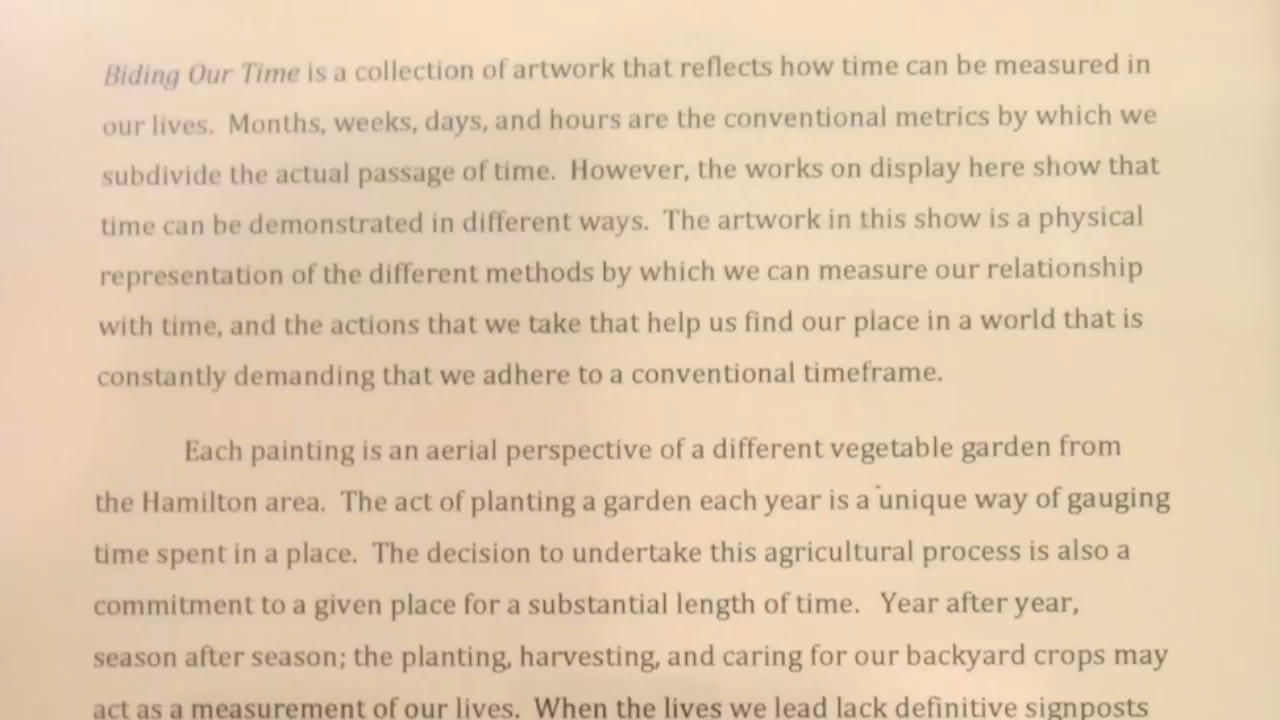 Biding Our Time is a collection of artwork that reflects how time can be measured in
our lives. Months, weeks, days, and hours are the conventional metrics by which we
subdivide the actual passage of time. However, the works on display here show that
time can be demonstrated in different ways. The artwork in this show is a physical
representation of the different methods by which we can measure our relationship
with time, and the actions that we take that help us find our place in a world that is
constantly demanding that we adhere to a conventional timeframe.
Each painting is an aerial perspective of a different vegetable garden from
the Hamilton area. The act of planting a garden each year is a unique way of gauging
time spent in a place. The decision to undertake this agricultural process is also a
commitment to a given place for a substantial length of time. Year after year,
season after season; the planting, harvesting, and caring for our backyard crops may
act as a measurement of our lives. When the lives we lead lack definitive signposts